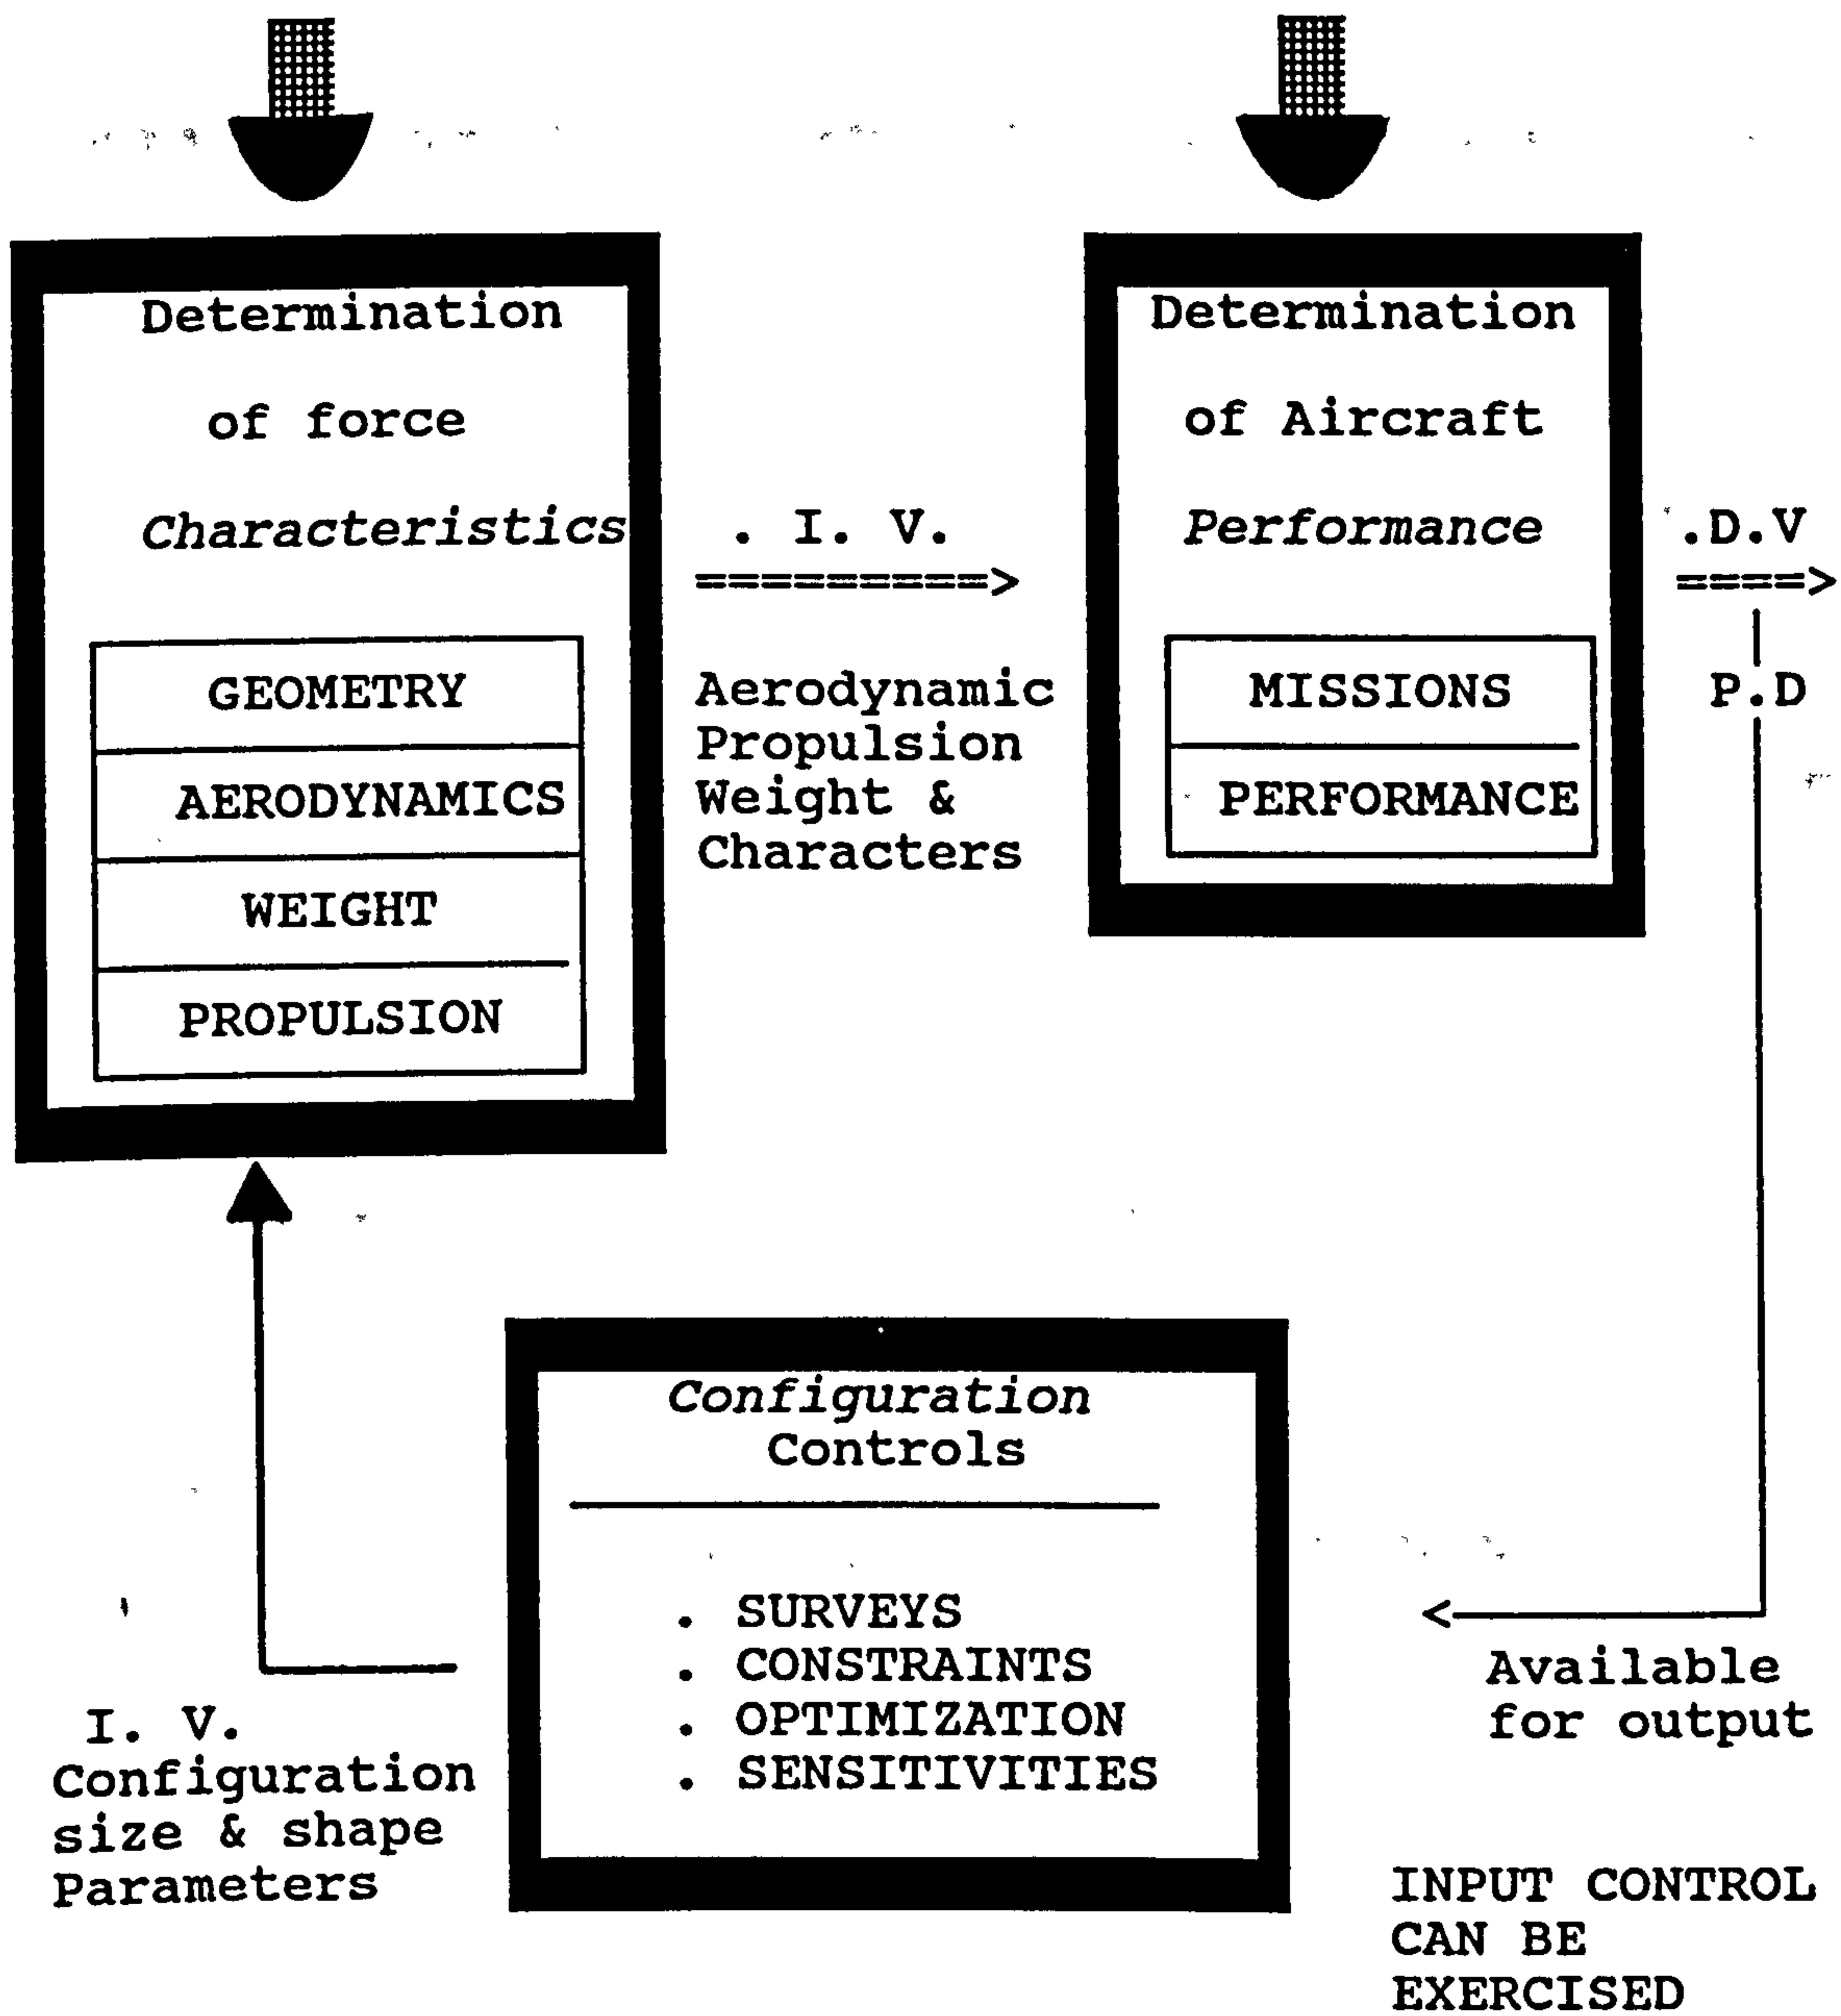 Determination
of force
Characteristics
GEOMETRY
AERODYNAMICS
WEIGHT
PROPULSION
. I. V.
=========>
Aerodynamic
Propulsion
Weight &
Characters
Determination
of Aircraft
Performance
MISSIONS
PERFORMANCE
.D.V
====>
P.D
Configuration
Controls
. SURVEYS
. CONSTRAINTS
. OPTIMIZATION
. SENSITIVITIES
I. V.
Configuration
size & shape
Parameters
Available
for output
INPUT CONTROL
CAN BE
EXERCISED